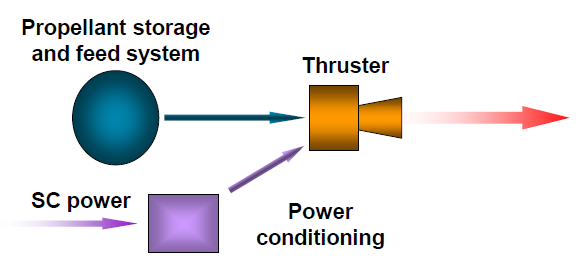 Propellant storage
and feed system
Thruster
SC power
Power
conditioning